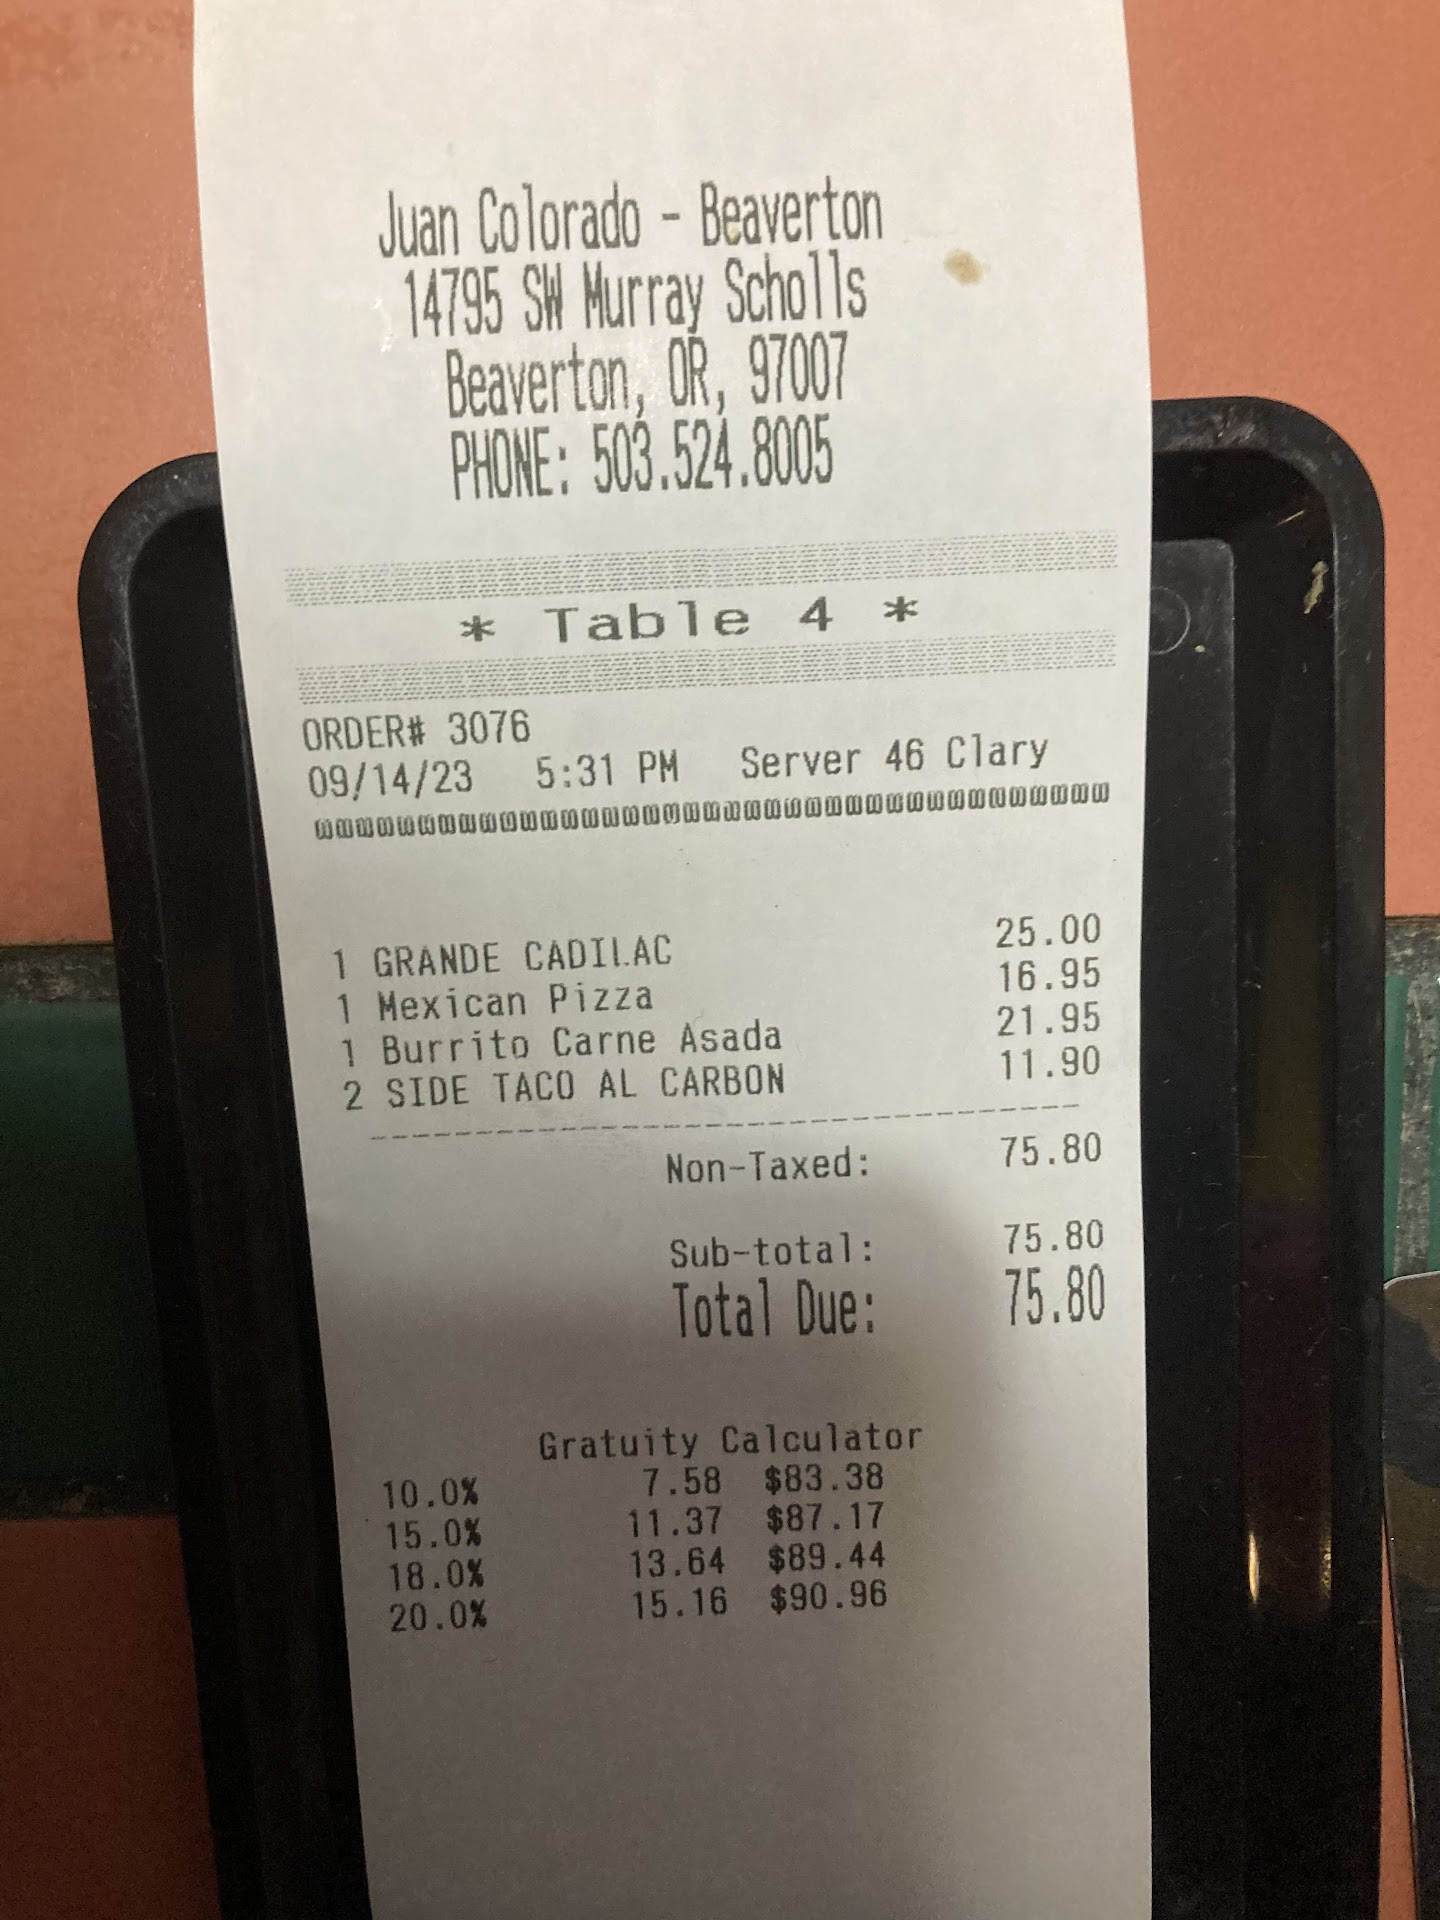 Juan Colorado - Beaverton
14795 SW Murray Scholls
Beaverton, OR, 97007
PHONE: 503.524.8005
* Table 4 *
ORDER# 3076
09/14/23 5:31 PM Server 46 Clary
1 GRANDE CADILAC 25.00
1 Mexican Pizza 16.95
1 Burrito Carne Asada 21.95
2 SIDE TACO AL CARBON 11.90
Non-Taxed: 75.80
Sub-total: 75.80
Total Due: 75.80
Gratuity Calculator
10.0% 7.58 $83.38
15.0% 11.37 $87.17
18.0% 13.64 $89.44
20.0% 15.16 $90.96